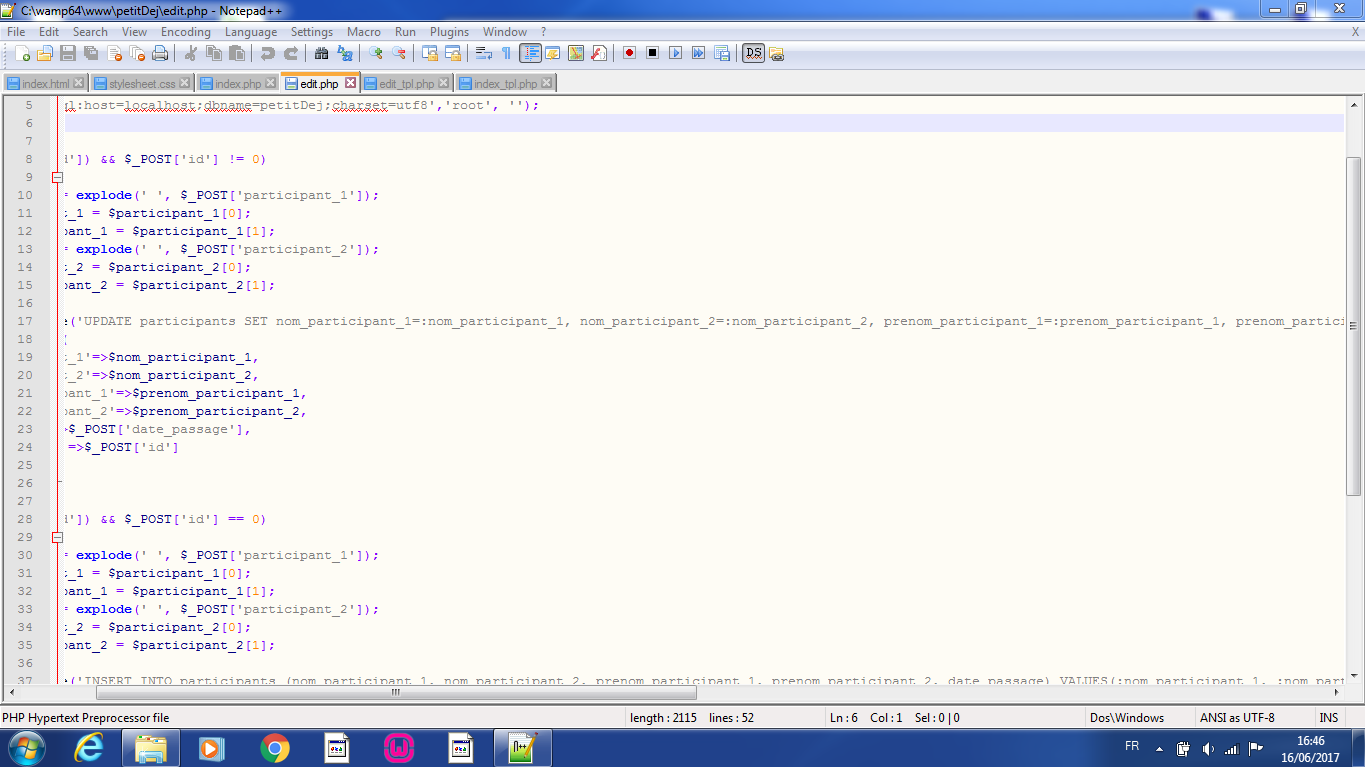 C:\wamp64\www\petitDej\edit.php - Notepad++
File Edit Search View Encoding Language Settings Macro Run Plugins Window ? X
index.html stylesheet.css index.php edit.php edit_tpl.php index_tpl.php
5 ql:host=localhost;dbname=petitDej;charset=utf8','root', '');
6
7
8 d']) && $_POST['id'] != 0)
9
10 = explode(' ', $_POST['participant_1']);
11 t_1 = $participant_1[0];
12 pant_1 = $participant_1[1];
13 = explode(' ', $_POST['participant_2']);
14 t_2 = $participant_2[0];
15 pant_2 = $participant_2[1];
16
17 e('UPDATE participants SET nom_participant_1=:nom_participant_1, nom_participant_2=:nom_participant_2, prenom_participant_1=:prenom_participant_1, prenom_partici
18 (
19 t_1'=>$nom_participant_1,
20 t_2'=>$nom_participant_2,
21 pant_1'=>$prenom_participant_1,
22 pant_2'=>$prenom_participant_2,
23 >$_POST['date_passage'],
24 =>$_POST['id']
25
26
27
28 d']) && $_POST['id'] == 0)
29
30 = explode(' ', $_POST['participant_1']);
31 t_1 = $participant_1[0];
32 pant_1 = $participant_1[1];
33 = explode(' ', $_POST['participant_2']);
34 t_2 = $participant_2[0];
35 pant_2 = $participant_2[1];
36
37 e('INSERT INTO participants (nom_participant_1, nom_participant_2, prenom_participant_1, prenom_participant_2, date_passage) VALUES(:nom_participant_1, :nom_part
PHP Hypertext Preprocessor file length : 2115 lines : 52 Ln : 6 Col : 1 Sel : 0 | 0 Dos\Windows ANSI as UTF-8 INS
FR 16:46
16/06/2017